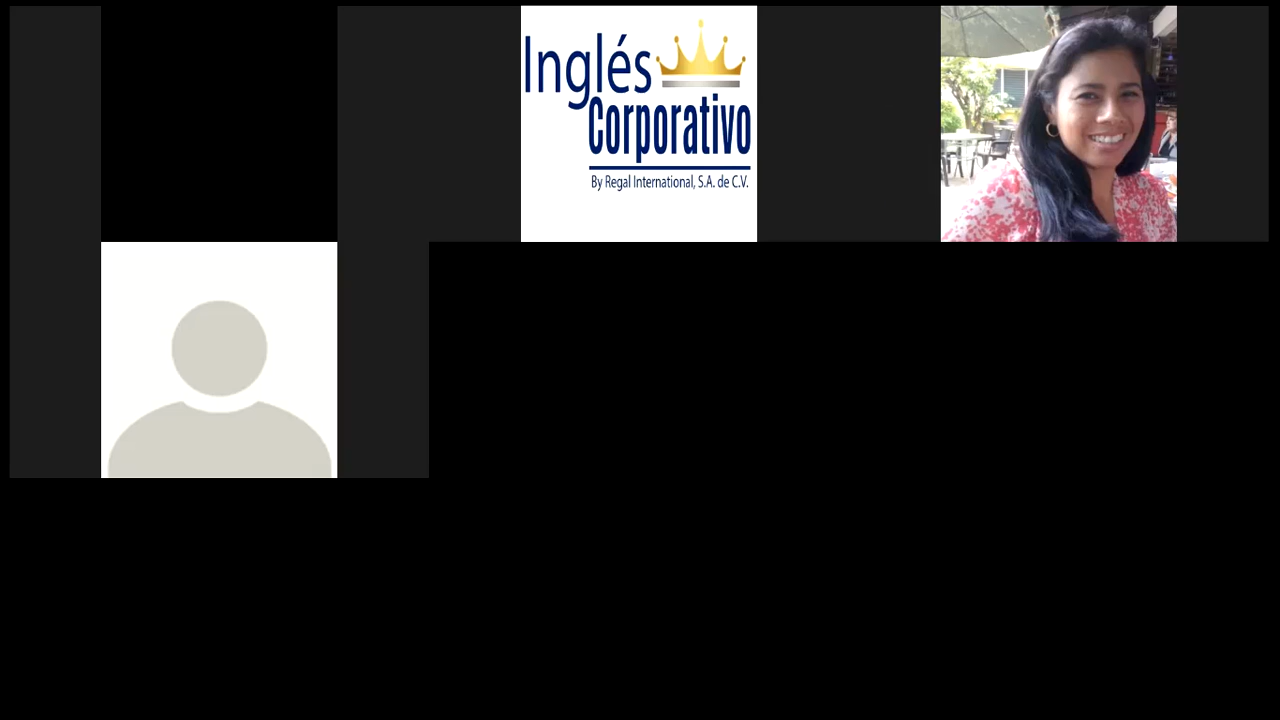 Inglés
Corporativo
By Regal International, S.A. de C.V.